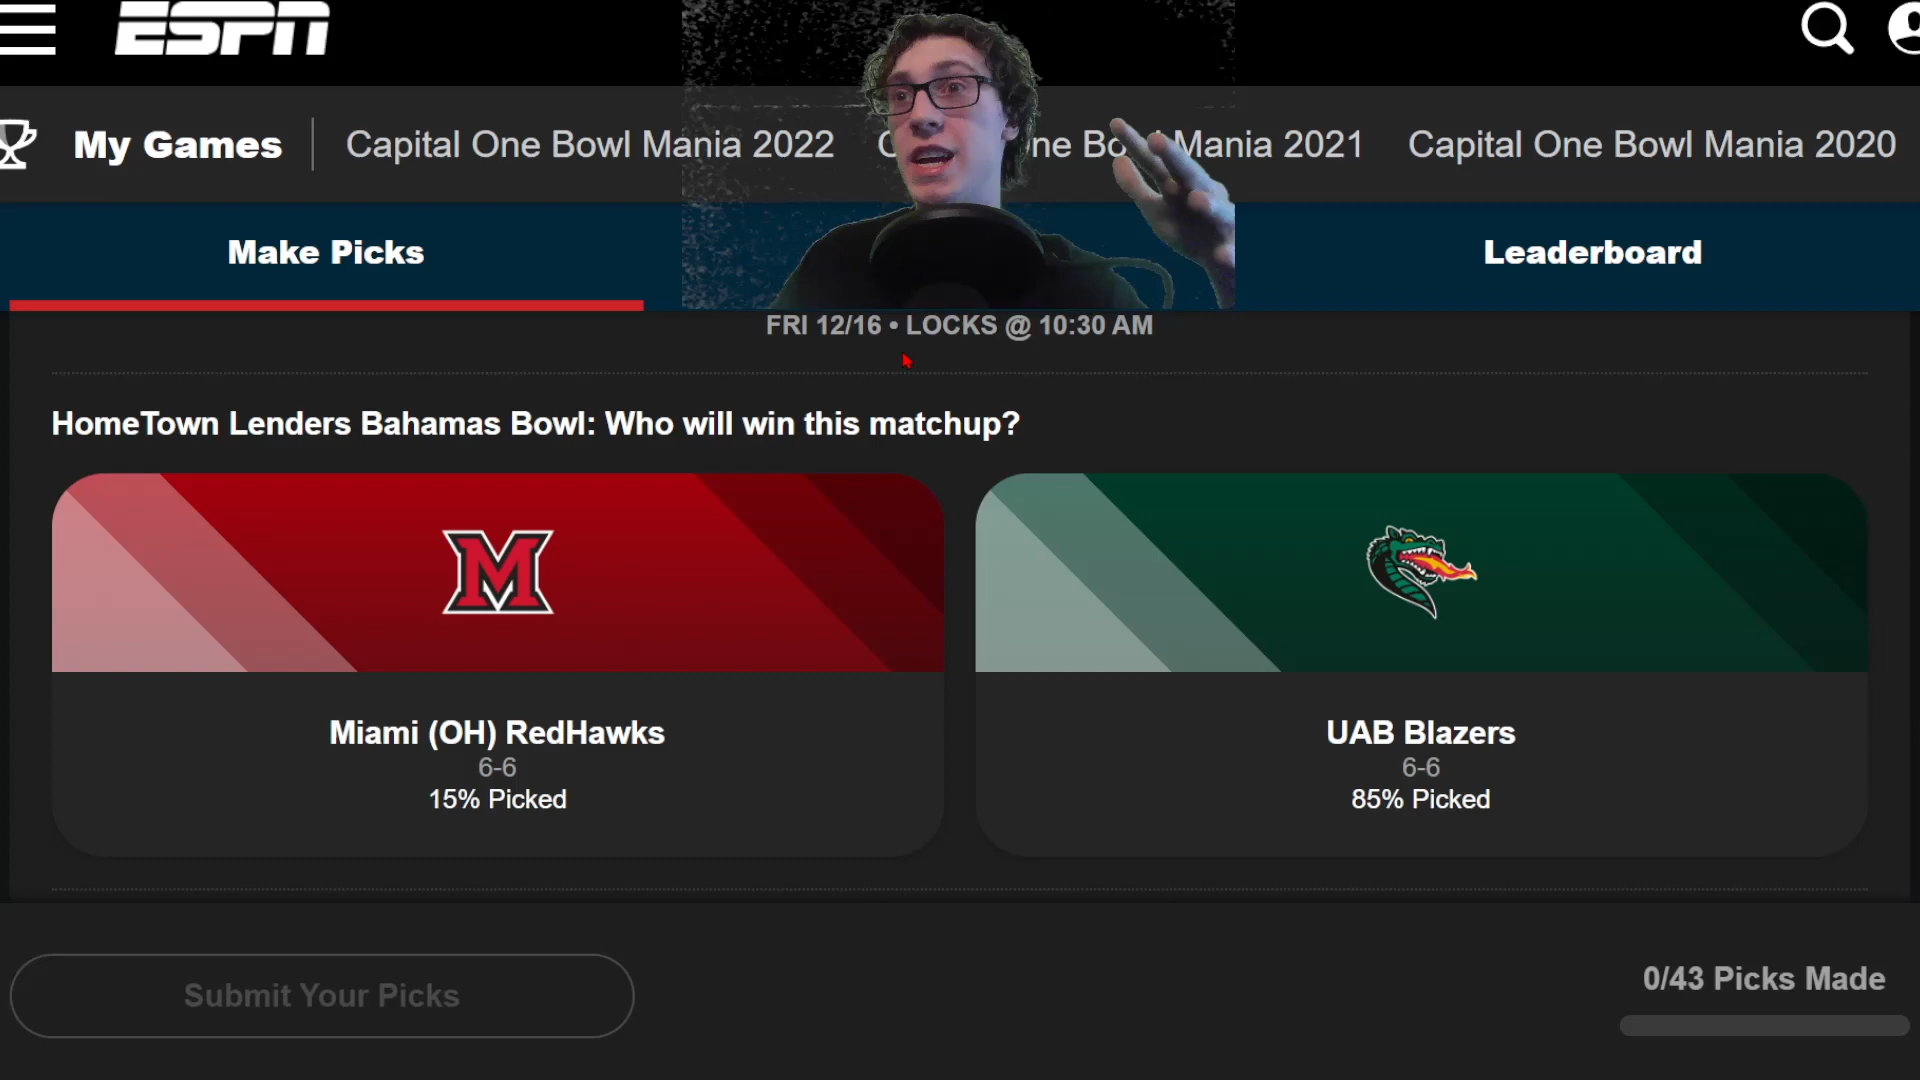 ESPN
My Games
Capital One Bowl Mania 2022
ne Bo Mania 2021
Capital One Bowl Mania 2020
Make Picks
Leaderboard
FRI 12/16 • LOCKS @ 10:30 AM
HomeTown Lenders Bahamas Bowl: Who will win this matchup?
M
Miami (OH) RedHawks
6-6
15% Picked
UAB Blazers
6-6
85% Picked
Submit Your Picks
0/43 Picks Made